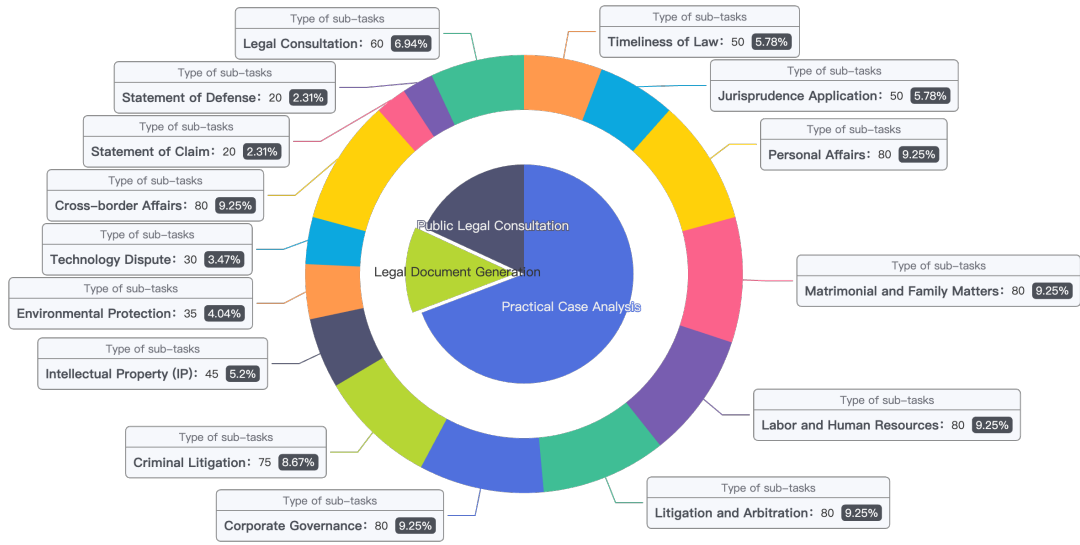 Type of sub-tasks
Legal Consultation: 60 6.94%
Type of sub-tasks
Timeliness of Law: 50 5.78%
Type of sub-tasks
Statement of Defense: 20 2.31%
Type of sub-tasks
Jurisprudence Application: 50 5.78%
Type of sub-tasks
Statement of Claim: 20 2.31%
Type of sub-tasks
Personal Affairs: 80 9.25%
Type of sub-tasks
Cross-border Affairs: 80 9.25%
Public Legal Consultation
Type of sub-tasks
Technology Dispute: 30 3.47%
Legal Document Generation
Type of sub-tasks
Matrimonial and Family Matters: 80 9.25%
Type of sub-tasks
Environmental Protection: 35 4.04%
Practical Case Analysis
Type of sub-tasks
Intellectual Property (IP): 45 5.2%
Type of sub-tasks
Labor and Human Resources: 80 9.25%
Type of sub-tasks
Criminal Litigation: 75 8.67%
Type of sub-tasks
Litigation and Arbitration: 80 9.25%
Type of sub-tasks
Corporate Governance: 80 9.25%